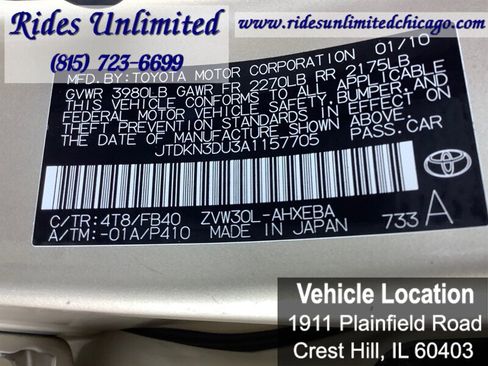 Rides Unlimited
(815) 723-6699
www.ridesunlimitedchicago.com
MFD.BY:TOYOTA MOTOR CORPORATION 01/10
GVWR 3980LB GAWR FR 2270LB RR 2175LB
THIS VEHICLE CONFORMS TO ALL APPLICABLE
FEDERAL MOTOR VEHICLE SAFETY, BUMPER, AND
THEFT PREVENTION STANDARDS IN EFFECT ON
THE DATE OF MANUFACTURE SHOWN ABOVE.
JTDKN3DU3A1157705 PASS.CAR
TOYOTA
C/TR:4T8/FB40 ZVW30L-AHXEBA
A/TM:-01A/P410 MADE IN JAPAN 733 A
Vehicle Location
1911 Plainfield Road
Crest Hill, IL 60403